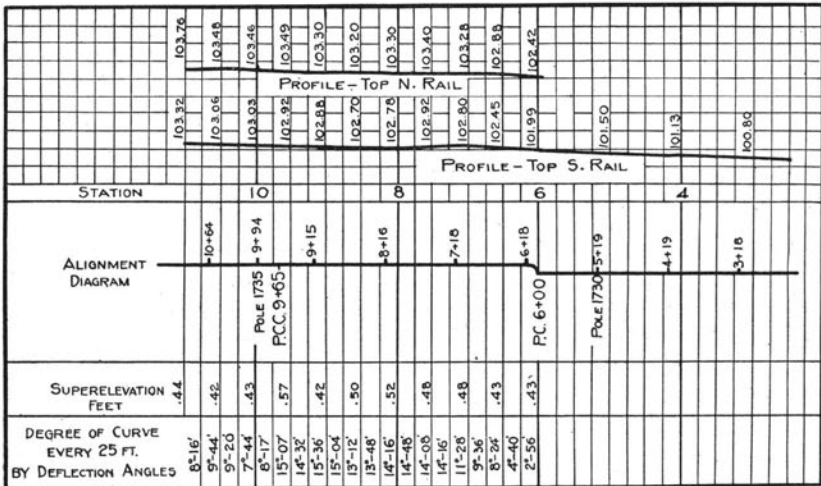 103.76 103.48 103.46 103.49 103.30 103.20 103.30 103.40 103.28 102.88 102.42
PROFILE-TOP N. RAIL
103.32 103.06 103.03 102.92 102.88 102.70 102.78 102.92 102.80 102.45 101.99 101.50 101.13 100.80
PROFILE-TOP S. RAIL
STATION 10 8 6 4
10+64 9+94 9+15 8+16 7+18 6+18 5+19 4+19 3+18
ALIGNMENT
DIAGRAM
POLE 1735 P.C.C. 9+65 P.C. 6+00 POLE 1730
SUPERELEVATION
FEET
.44 .42 .43 .57 .42 .50 .52 .48 .48 .43 .43
DEGREE OF CURVE
EVERY 25 FT.
BY DEFLECTION ANGLES
8°-16' 9°-44' 9°-20' 7°-44' 8°-17' 15°-07' 14°-32' 15°-36' 15°-04' 13°-12' 13°-48' 14°-16' 14°-48' 14°-08' 14°-16' 11°-28' 9°-36' 8°-24' 4°-40' 2°-56'